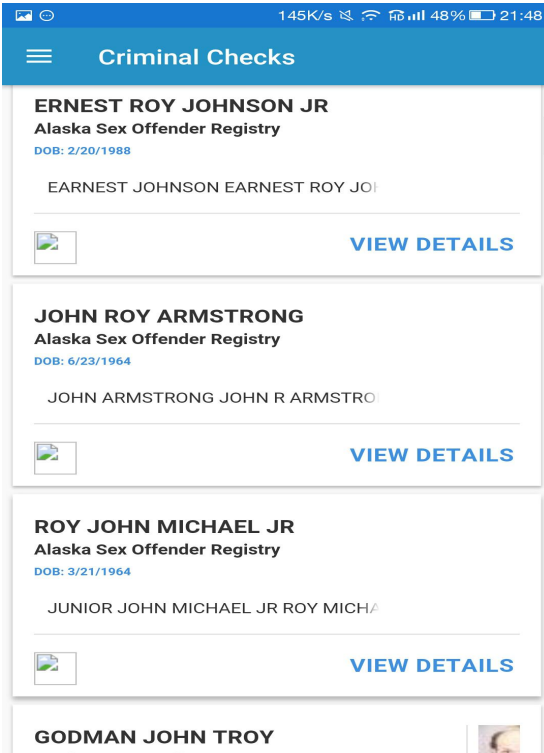 145K/s HD 48% 21:48
Criminal Checks
ERNEST ROY JOHNSON JR
Alaska Sex Offender Registry
DOB: 2/20/1988
EARNEST JOHNSON EARNEST ROY
VIEW DETAILS
JOHN ROY ARMSTRONG
Alaska Sex Offender Registry
DOB: 6/23/1964
JOHN ARMSTRONG JOHN R
VIEW DETAILS
ROY JOHN MICHAEL JR
Alaska Sex Offender Registry
DOB: 3/21/1964
JUNIOR JOHN MICHAEL JR ROY
VIEW DETAILS
GODMAN JOHN TROY